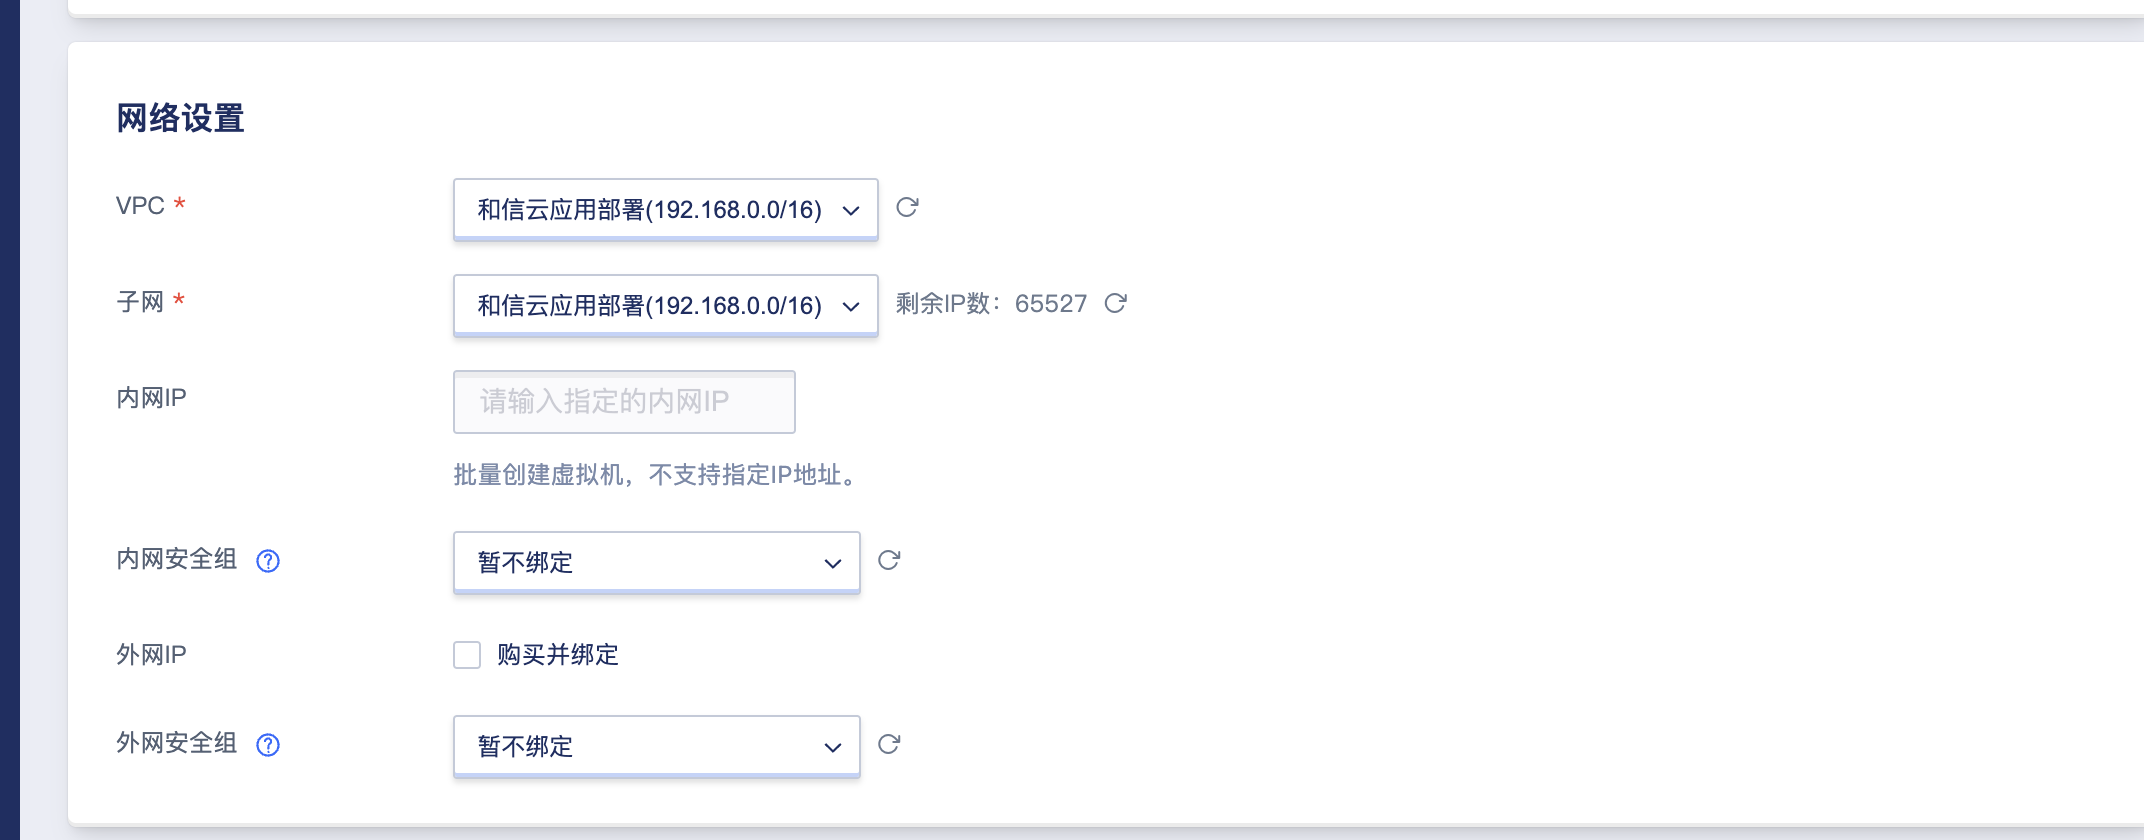 网络设置
VPC *
和信云应用部署(192.168.0.0/16)
子网 *
和信云应用部署(192.168.0.0/16)
剩余IP数：65527
内网IP
请输入指定的内网IP
批量创建虚拟机，不支持指定IP地址。
内网安全组 ?
暂不绑定
外网IP
购买并绑定
外网安全组 ?
暂不绑定